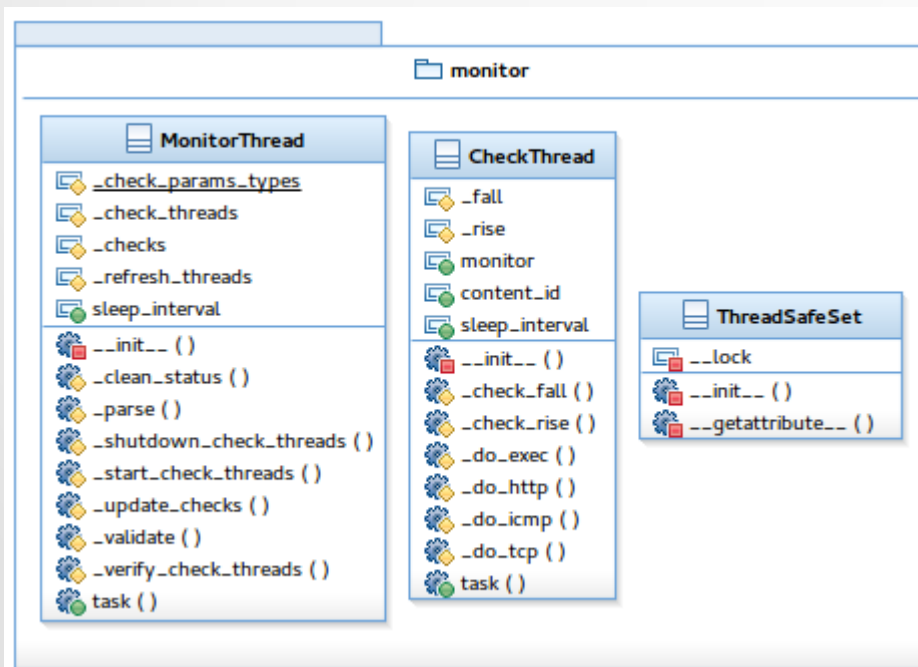 monitor
MonitorThread
_check_params_types
_check_threads
_checks
_refresh_threads
sleep_interval
__init__ ( )
_clean_status ( )
_parse ( )
_shutdown_check_threads ( )
_start_check_threads ( )
_update_checks ( )
_validate ( )
_verify_check_threads ( )
task ( )
CheckThread
_fall
_rise
monitor
content_id
sleep_interval
__init__ ( )
_check_fall ( )
_check_rise ( )
_do_exec ( )
_do_http ( )
_do_icmp ( )
_do_tcp ( )
task ( )
ThreadSafeSet
__lock
__init__ ( )
__getattribute__ ( )